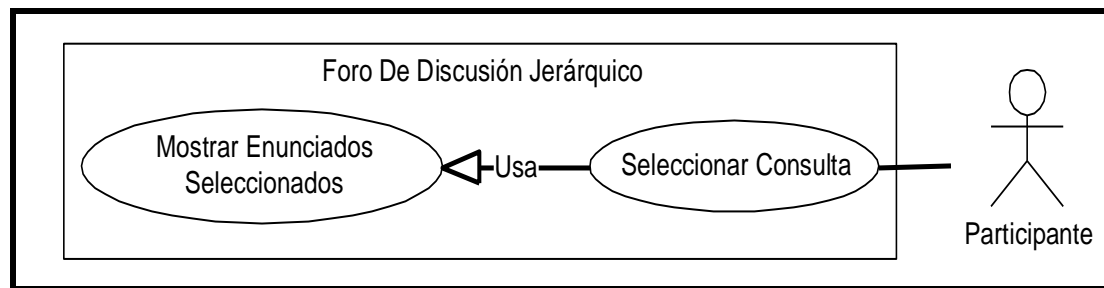 Foro De Discusión Jerárquico
Mostrar Enunciados
Seleccionados
Usa
Seleccionar Consulta
Participante